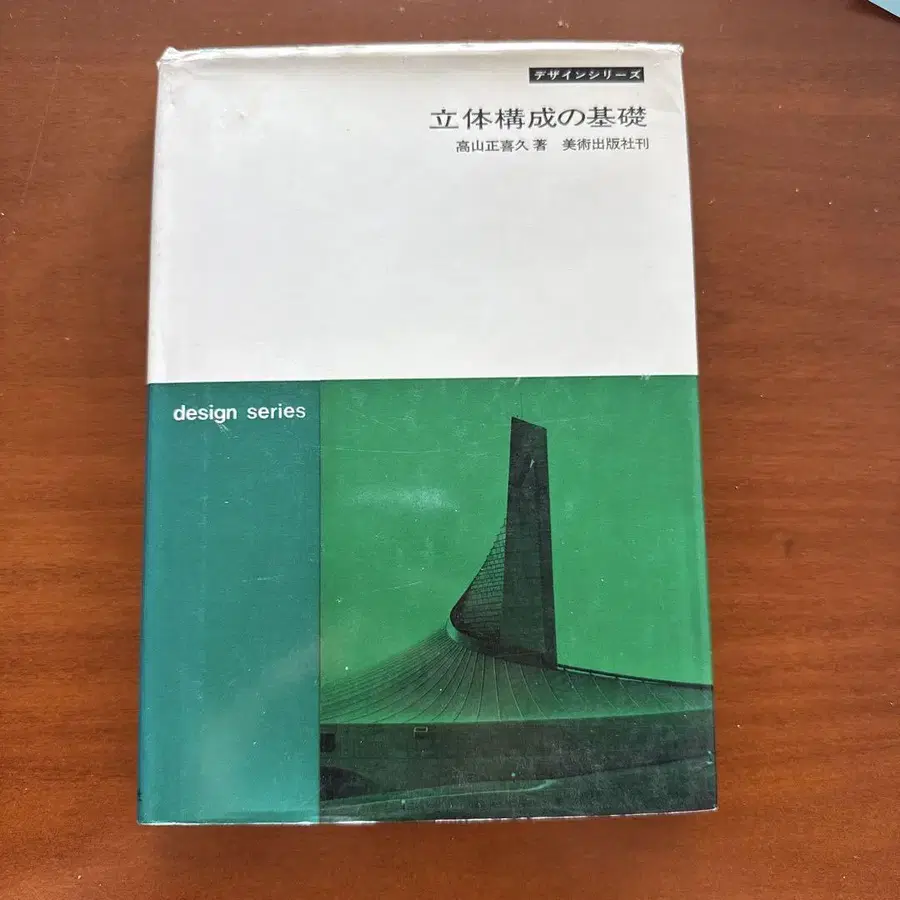 デザインシリーズ
立体構成の基礎
高山正喜久著 美術出版社刊
design series